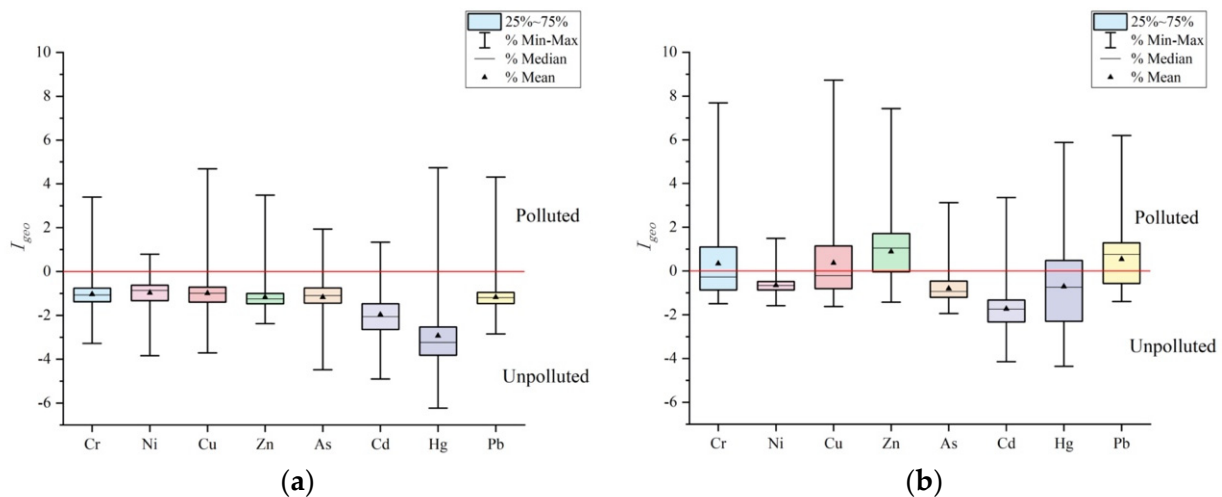 25%~75%
% Min-Max
% Median
% Mean
10
8
6
4
2
0
-2
-4
-6
I geo
Polluted
Unpolluted
Cr Ni Cu Zn As Cd Hg Pb
(a)
25%~75%
% Min-Max
% Median
% Mean
10
8
6
4
2
0
-2
-4
-6
I geo
Polluted
Unpolluted
Cr Ni Cu Zn As Cd Hg Pb
(b)